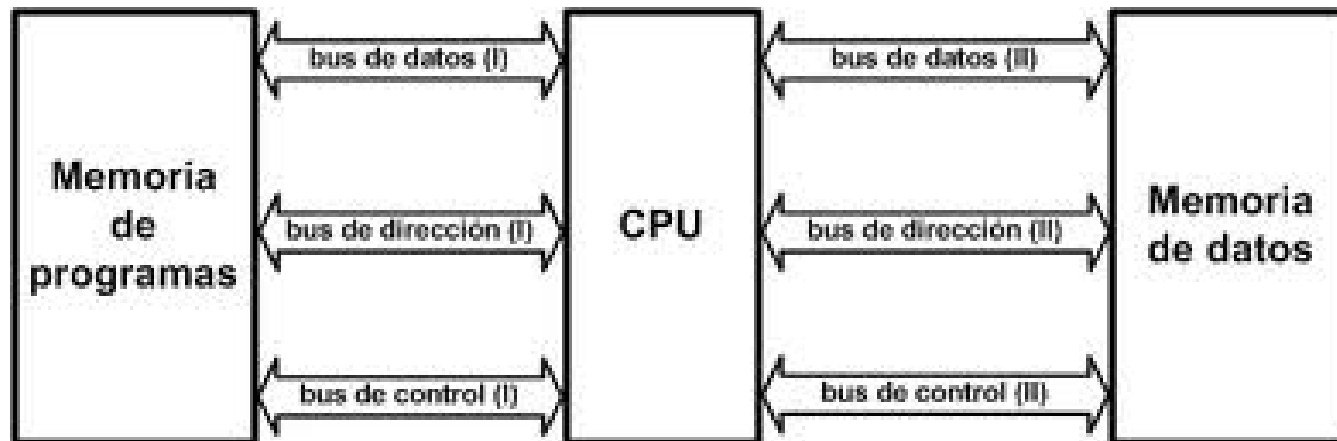 Memoria
de
programas
bus de datos (I)
bus de dirección (I)
bus de control (I)
CPU
bus de datos (II)
bus de dirección (II)
bus de control (II)
Memoria
de datos